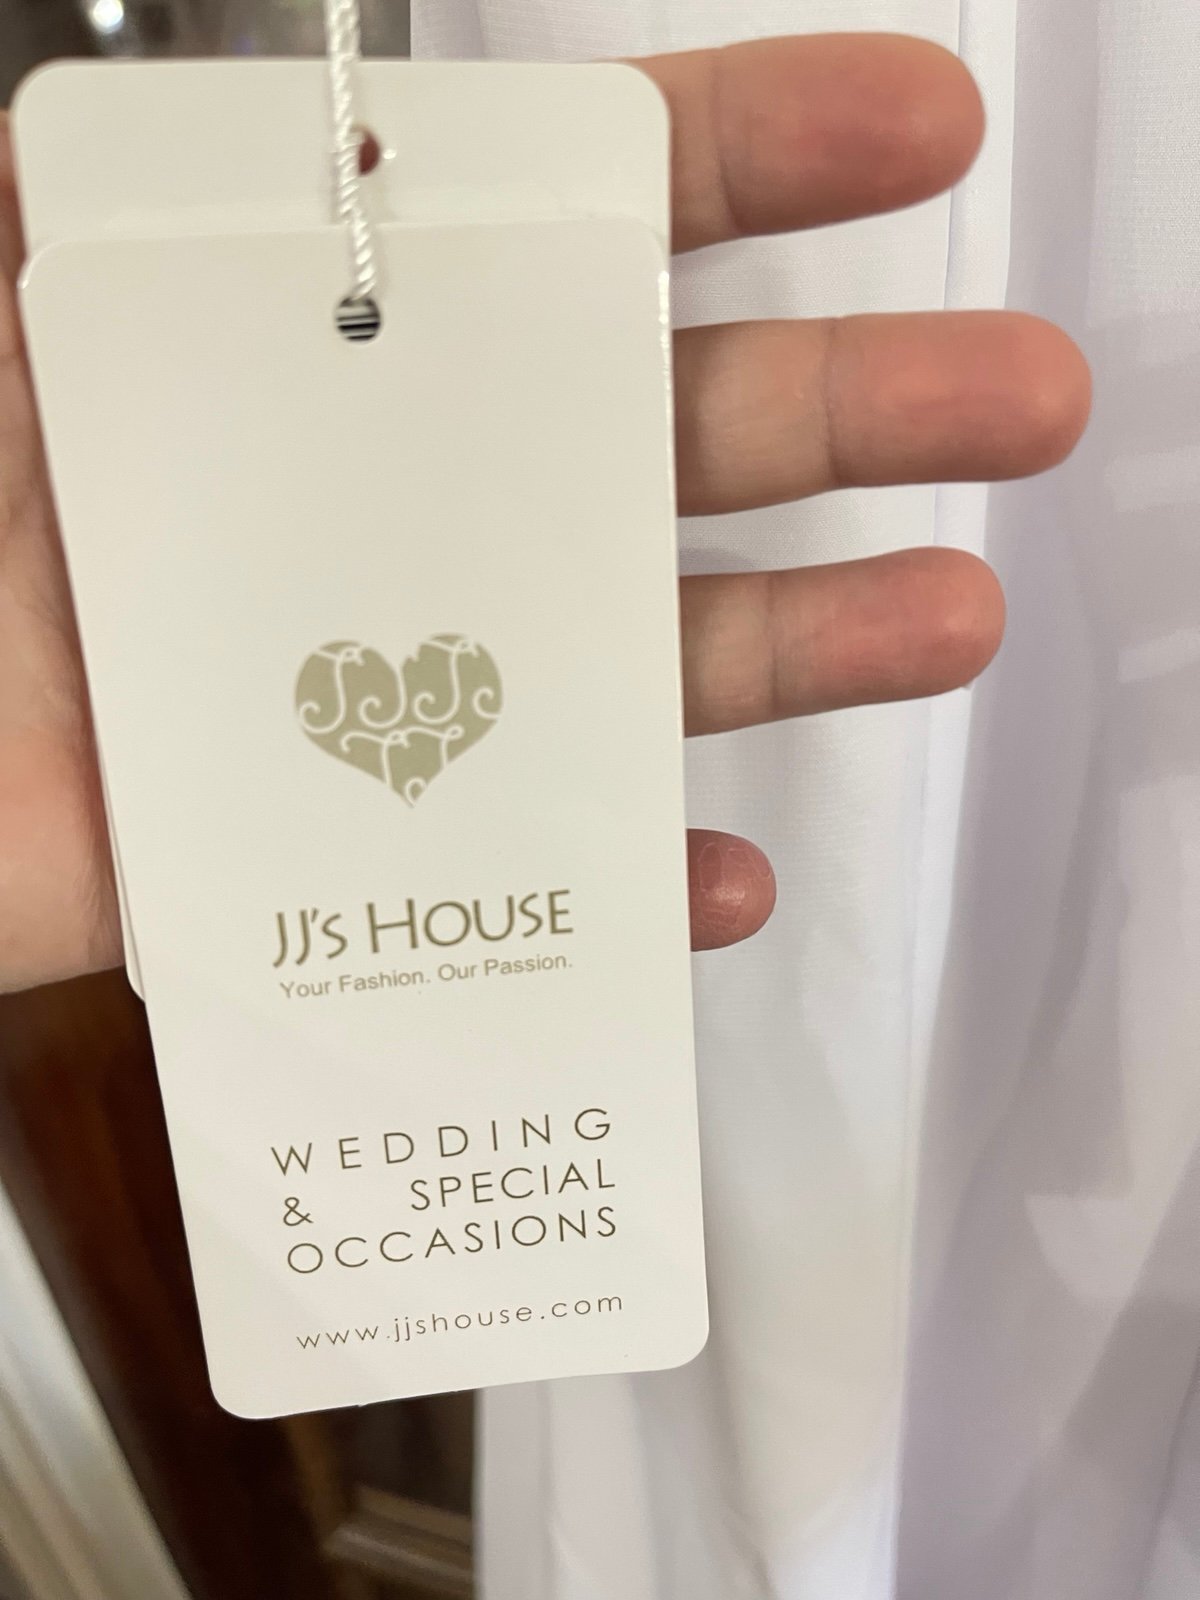 JJ's HOUSE
Your Fashion. Our Passion.
WEDDING
& SPECIAL
OCCASIONS
www.jjshouse.com